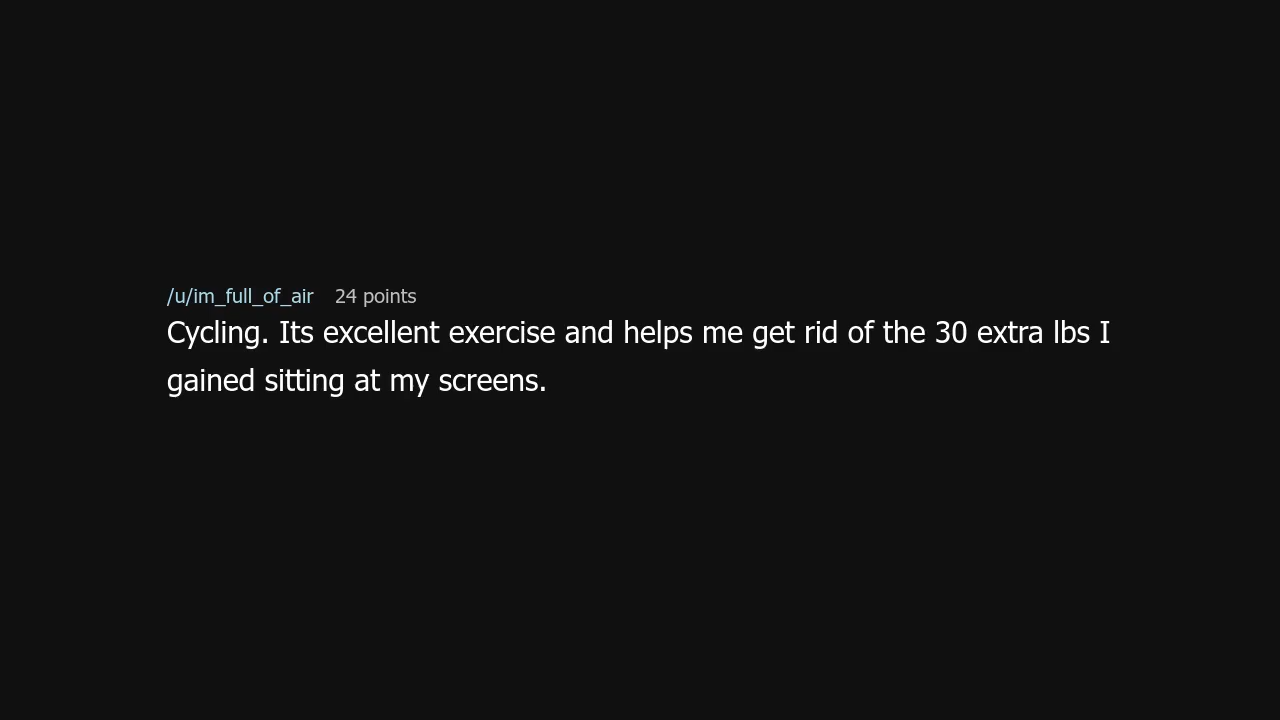 /u/im_full_of_air 24 points
Cycling. Its excellent exercise and helps me get rid of the 30 extra lbs I
gained sitting at my screens.